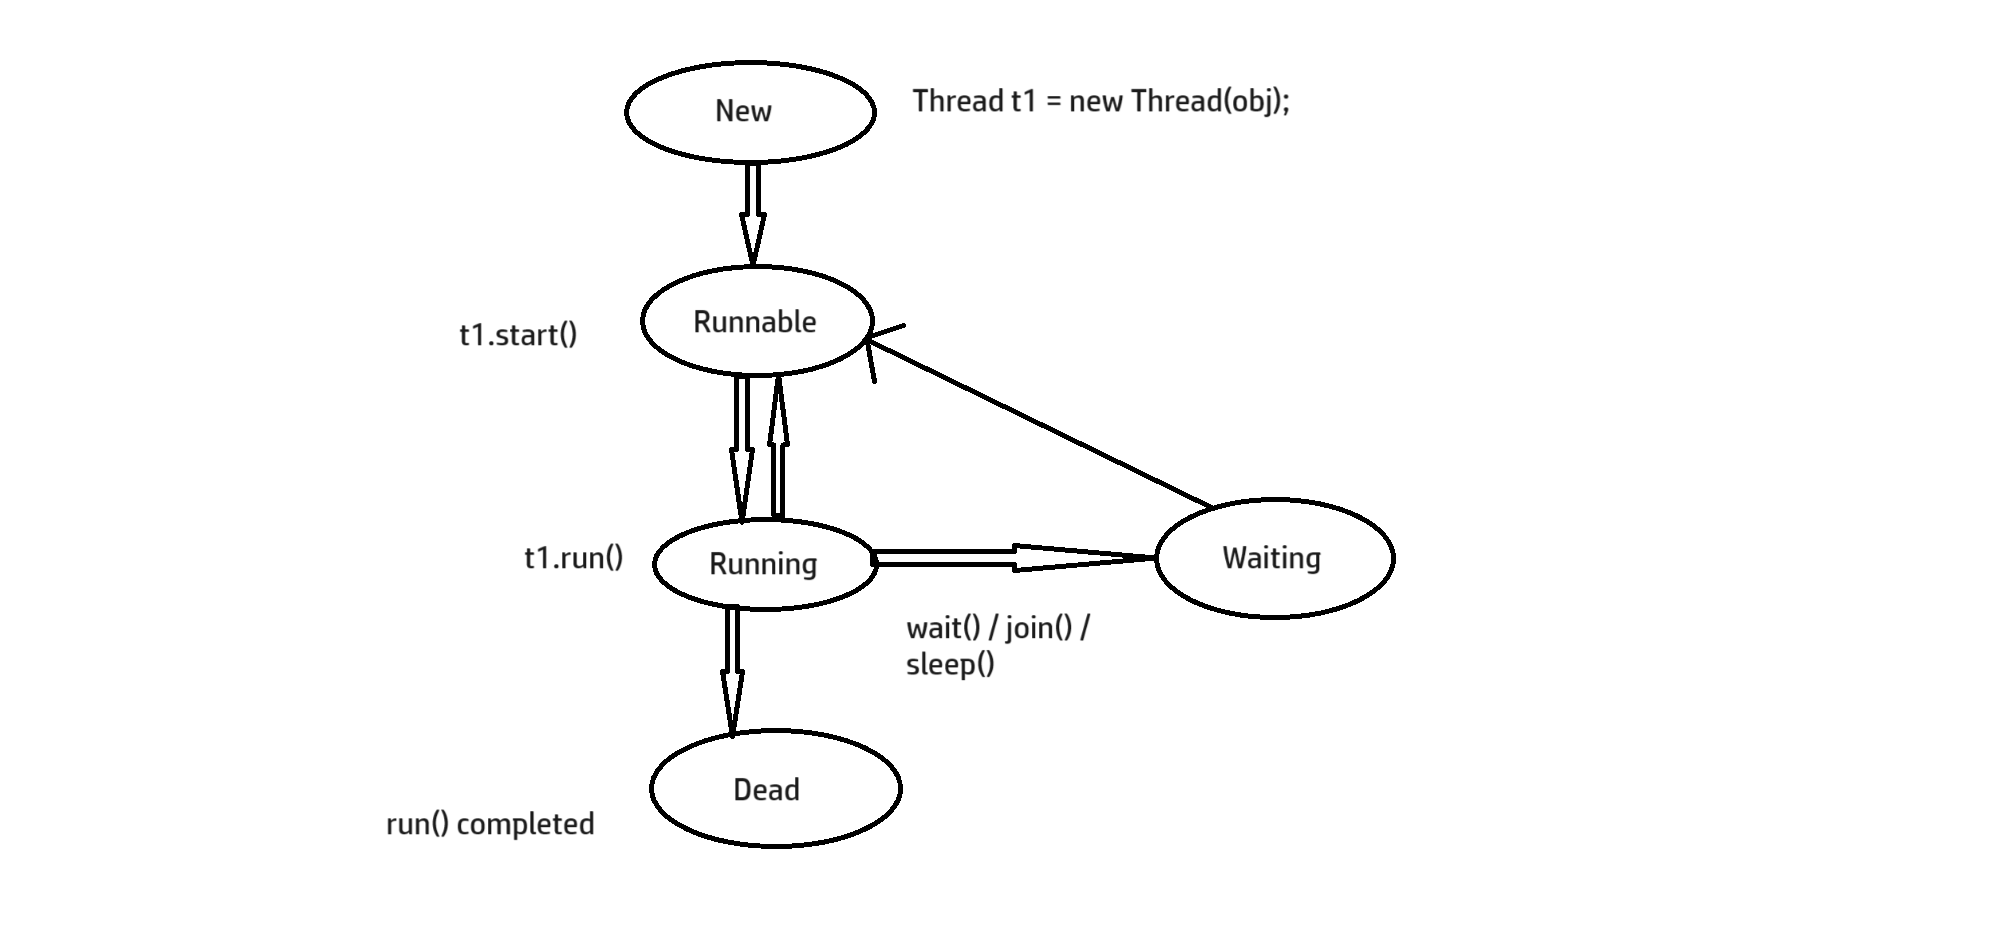 New
Thread t1 = new Thread(obj);
Runnable
t1.start()
t1.run()
Running
Waiting
wait() / join() /
sleep()
Dead
run() completed